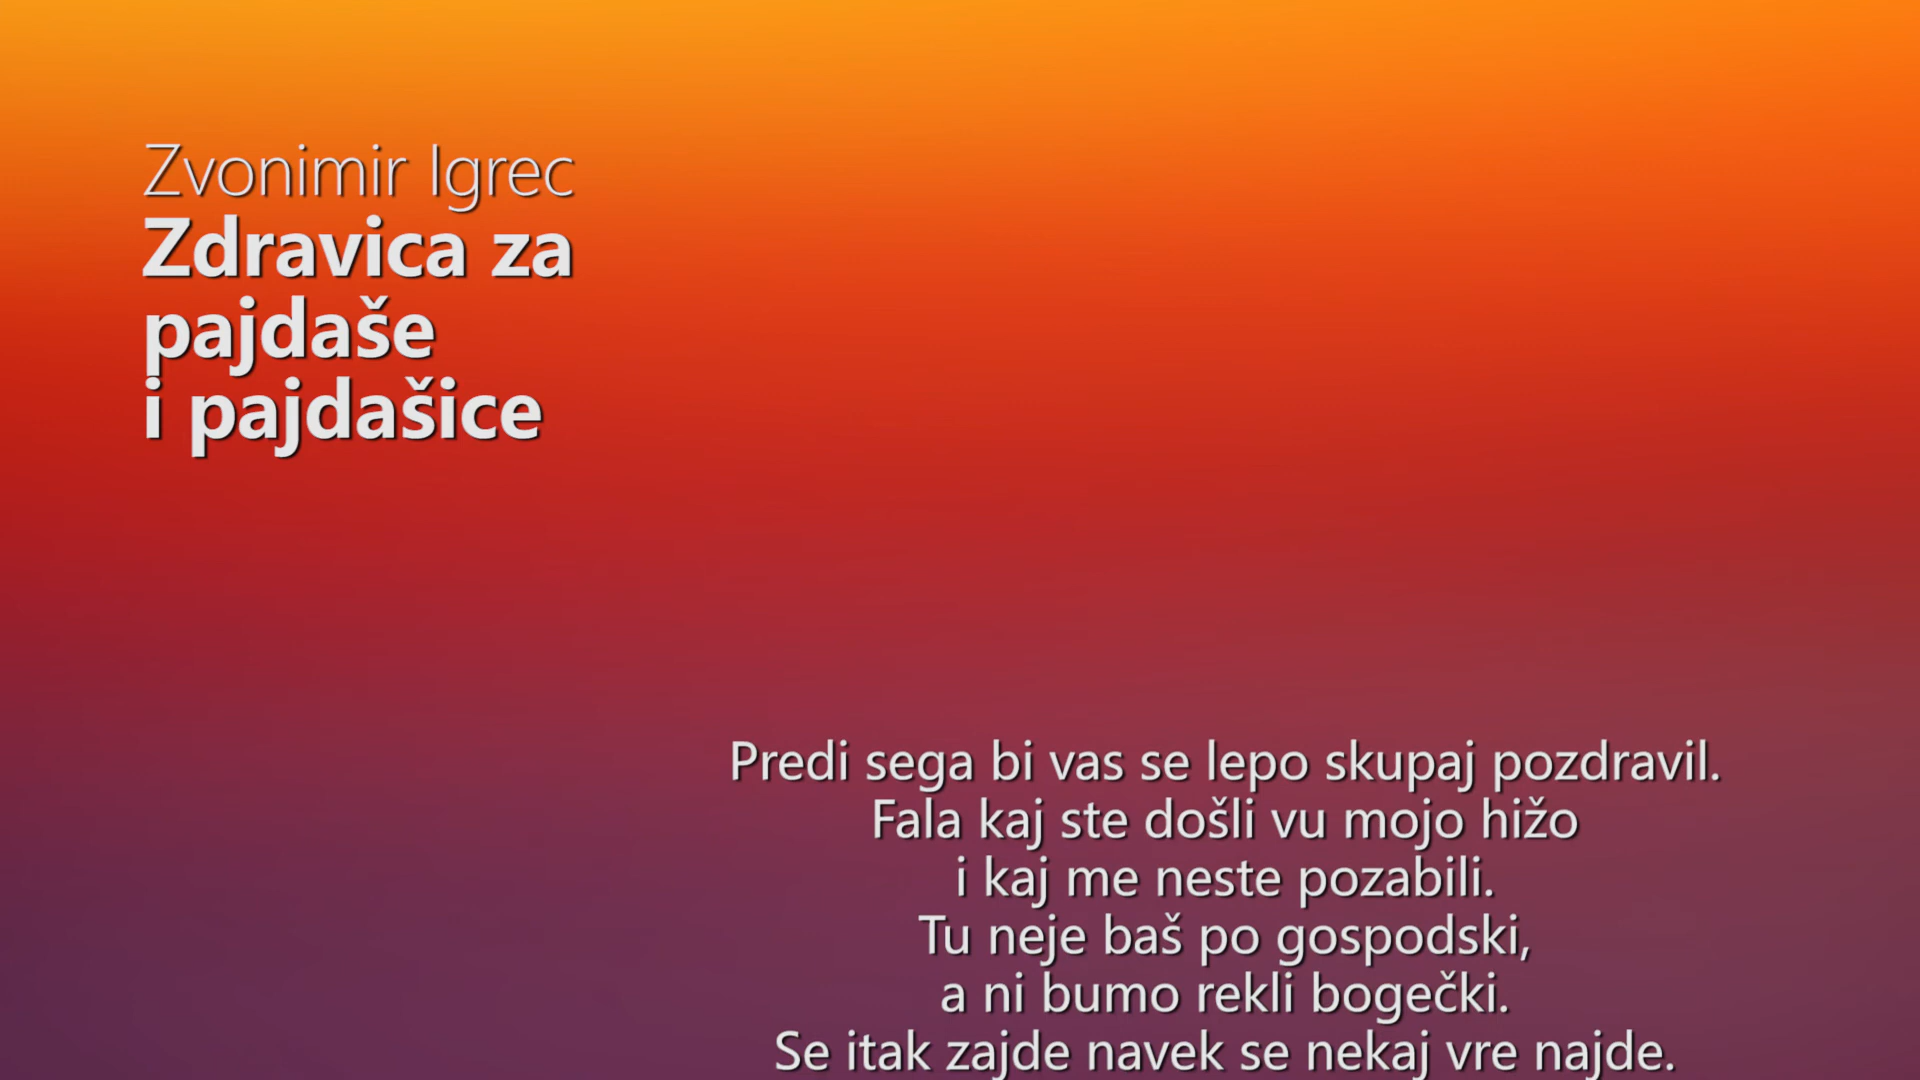 Zvonimir Igrec
Zdravica za
pajdaše
i pajdašice
Predi sega bi vas se lepo skupaj pozdravil.
Fala kaj ste došli vu mojo hižo
i kaj me neste pozabili.
Tu neje baš po gospodski,
a ni bumo rekli bogečki.
Se itak zajde navek se nekaj vre najde.